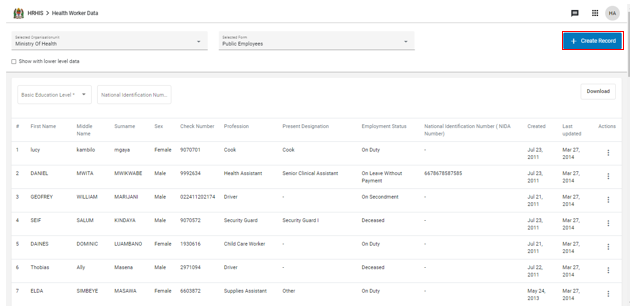 HRHIS > Health Worker Data
HA
Selected Organisationunit
Ministry Of Health
Selected Form
Public Employees
+ Create Record
Show with lower level data
Basic Education Level *
National Identification Num...
Download
# First Name Middle Name Surname Sex Check Number Profession Present Designation Employment Status National Identification Number ( NIDA Number) Created Last updated Actions
1 lucy kambilo mgaya Female 9070701 Cook Cook On Duty - Jul 23, 2011 Mar 27, 2014
2 DANIEL MWITA MWIKWABE Male 9992634 Health Assistant Senior Clinical Assistant On Leave Without Payment 6678678587585 Jul 23, 2011 Mar 27, 2014
3 GEOFREY WILLIAM MARIJANI Male 022411202174 Driver - On Secondment - Jul 21, 2011 Mar 27, 2014
4 SEIF SALUM KINDAYA Male 9070572 Security Guard Security Guard I Deceased - Jul 23, 2011 Mar 27, 2014
5 DAINES DOMINIC LUAMBANO Female 1930616 Child Care Worker - On Duty - Jul 21, 2011 Mar 27, 2014
6 Thobias Ally Masena Male 2971094 Driver - Deceased - Jul 22, 2011 Mar 27, 2014
7 ELDA SIMBEYE MASAWA Female 6603872 Supplies Assistant Other On Duty - May 24, 2013 Mar 27, 2014